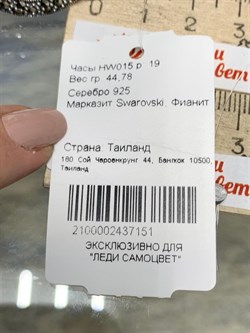 Часы HW015 р. 19
Вес гр. 44,78
Серебро 925
Марказит Swarovski, Фианит
Страна: Таиланд
160 Сой Чароенкрунг 44, Бангкок 10500,
Таиланд
2100002437151
ЭКСКЛЮЗИВНО ДЛЯ
"ЛЕДИ САМОЦВЕТ"